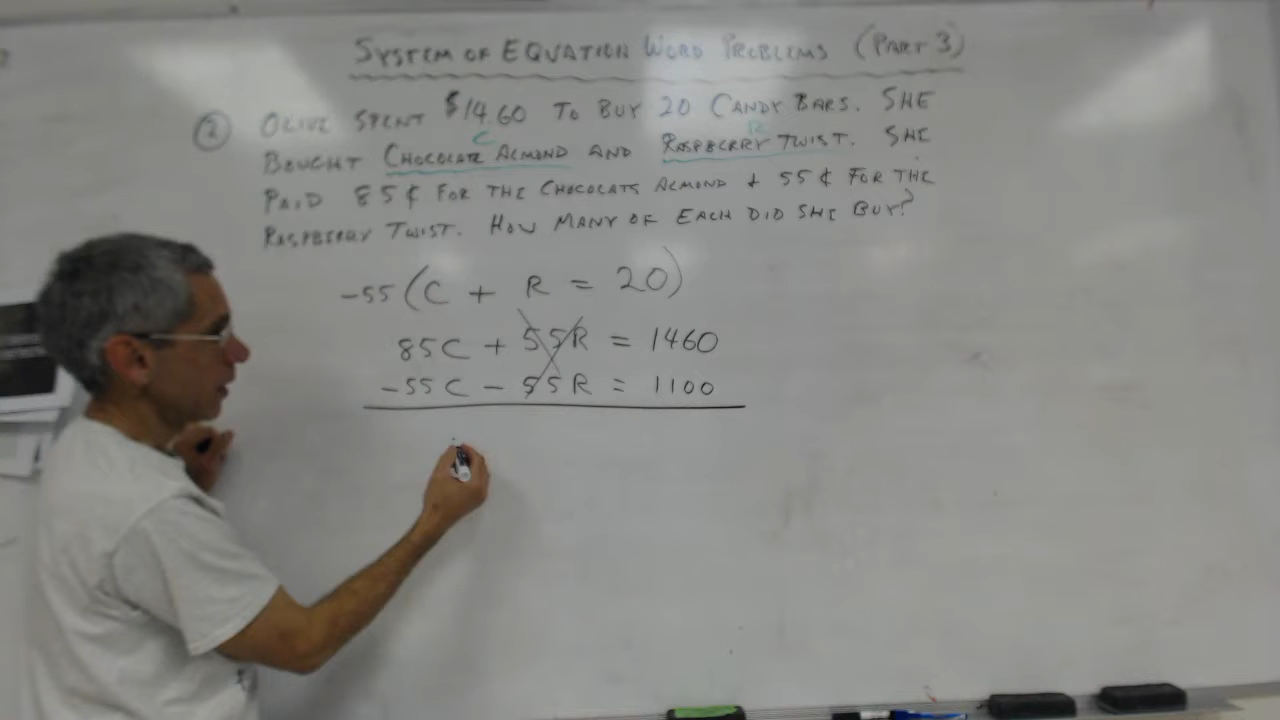 SYSTEM OF EQUATION WORD PROBLEMS (PART 3)
② OLIVE SPENT $14.60 TO BUY 20 CANDY BARS. SHE
C R
BOUGHT CHOCOLATE ALMOND AND RASPBERRY TWIST. SHE
PAID 85¢ FOR THE CHOCOLATE ALMOND + 55¢ FOR THE
RASPBERRY TWIST. HOW MANY OF EACH DID SHE BUY?
-55(C + R = 20)
85C + 55R = 1460
-55C - 55R = 1100